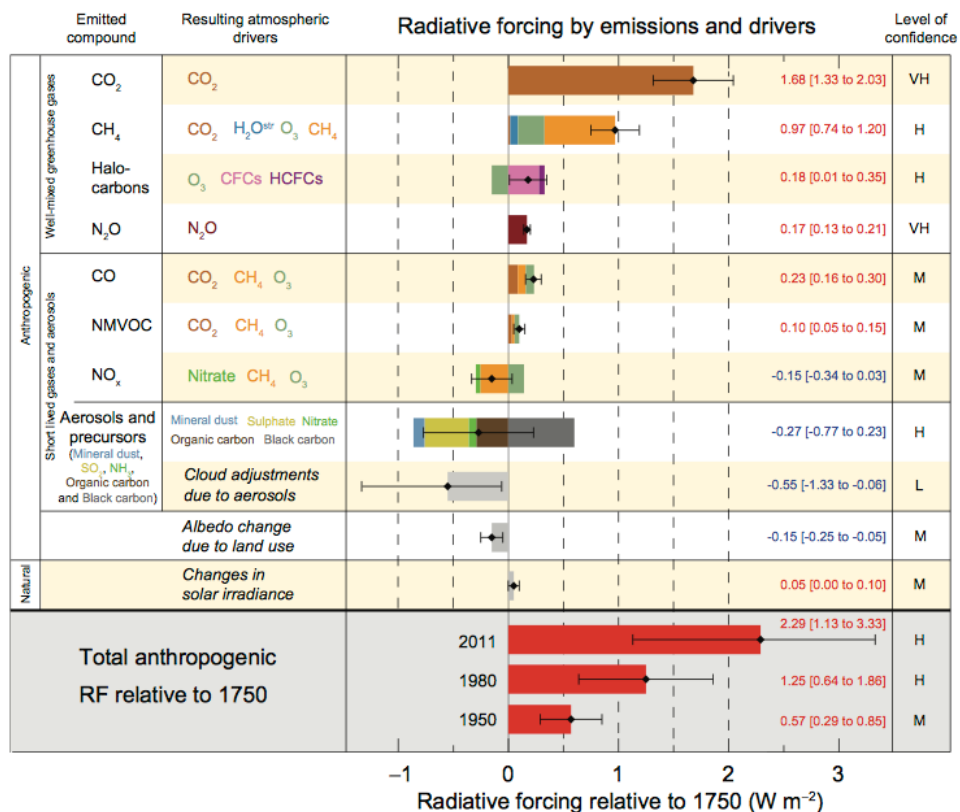 Emitted compound
Resulting atmospheric drivers
Radiative forcing by emissions and drivers
Level of confidence
Anthropogenic
Well-mixed greenhouse gases
CO₂
CO₂
1.68 [1.33 to 2.03]
VH
CH₄
CO₂ H₂Oˢᵗʳ O₃ CH₄
0.97 [0.74 to 1.20]
H
Halo-
carbons
O₃ CFCs HCFCs
0.18 [0.01 to 0.35]
H
N₂O
N₂O
0.17 [0.13 to 0.21]
VH
Short lived gases and aerosols
CO
CO₂ CH₄ O₃
0.23 [0.16 to 0.30]
M
NMVOC
CO₂ CH₄ O₃
0.10 [0.05 to 0.15]
M
NOₓ
Nitrate CH₄ O₃
-0.15 [-0.34 to 0.03]
M
Aerosols and
precursors
(Mineral dust,
SO₂, NH₃,
Organic carbon
and Black carbon)
Mineral dust Sulphate Nitrate
Organic carbon Black carbon
-0.27 [-0.77 to 0.23]
H
Cloud adjustments
due to aerosols
-0.55 [-1.33 to -0.06]
L
Albedo change
due to land use
-0.15 [-0.25 to -0.05]
M
Natural
Changes in
solar irradiance
0.05 [0.00 to 0.10]
M
Total anthropogenic
RF relative to 1750
2011
2.29 [1.13 to 3.33]
H
1980
1.25 [0.64 to 1.86]
H
1950
0.57 [0.29 to 0.85]
M
−1 0 1 2 3
Radiative forcing relative to 1750 (W m⁻²)